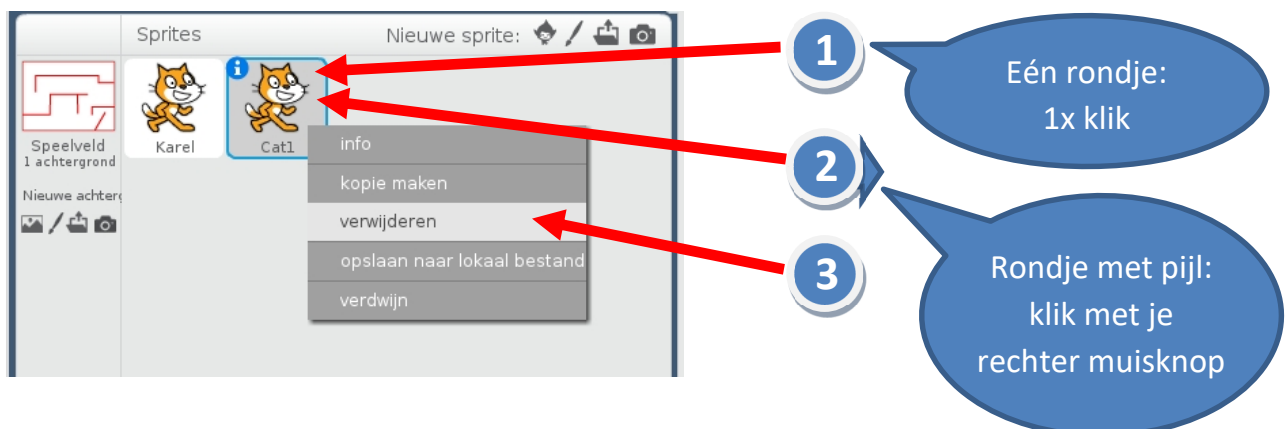 Sprites
Nieuwe sprite:
Speelveld
1 achtergrond
Nieuwe achterg
Karel
Cat1
info
kopie maken
verwijderen
opslaan naar lokaal bestand
verdwijn
1
2
3
Eén rondje:
1x klik
Rondje met pijl:
klik met je
rechter muisknop